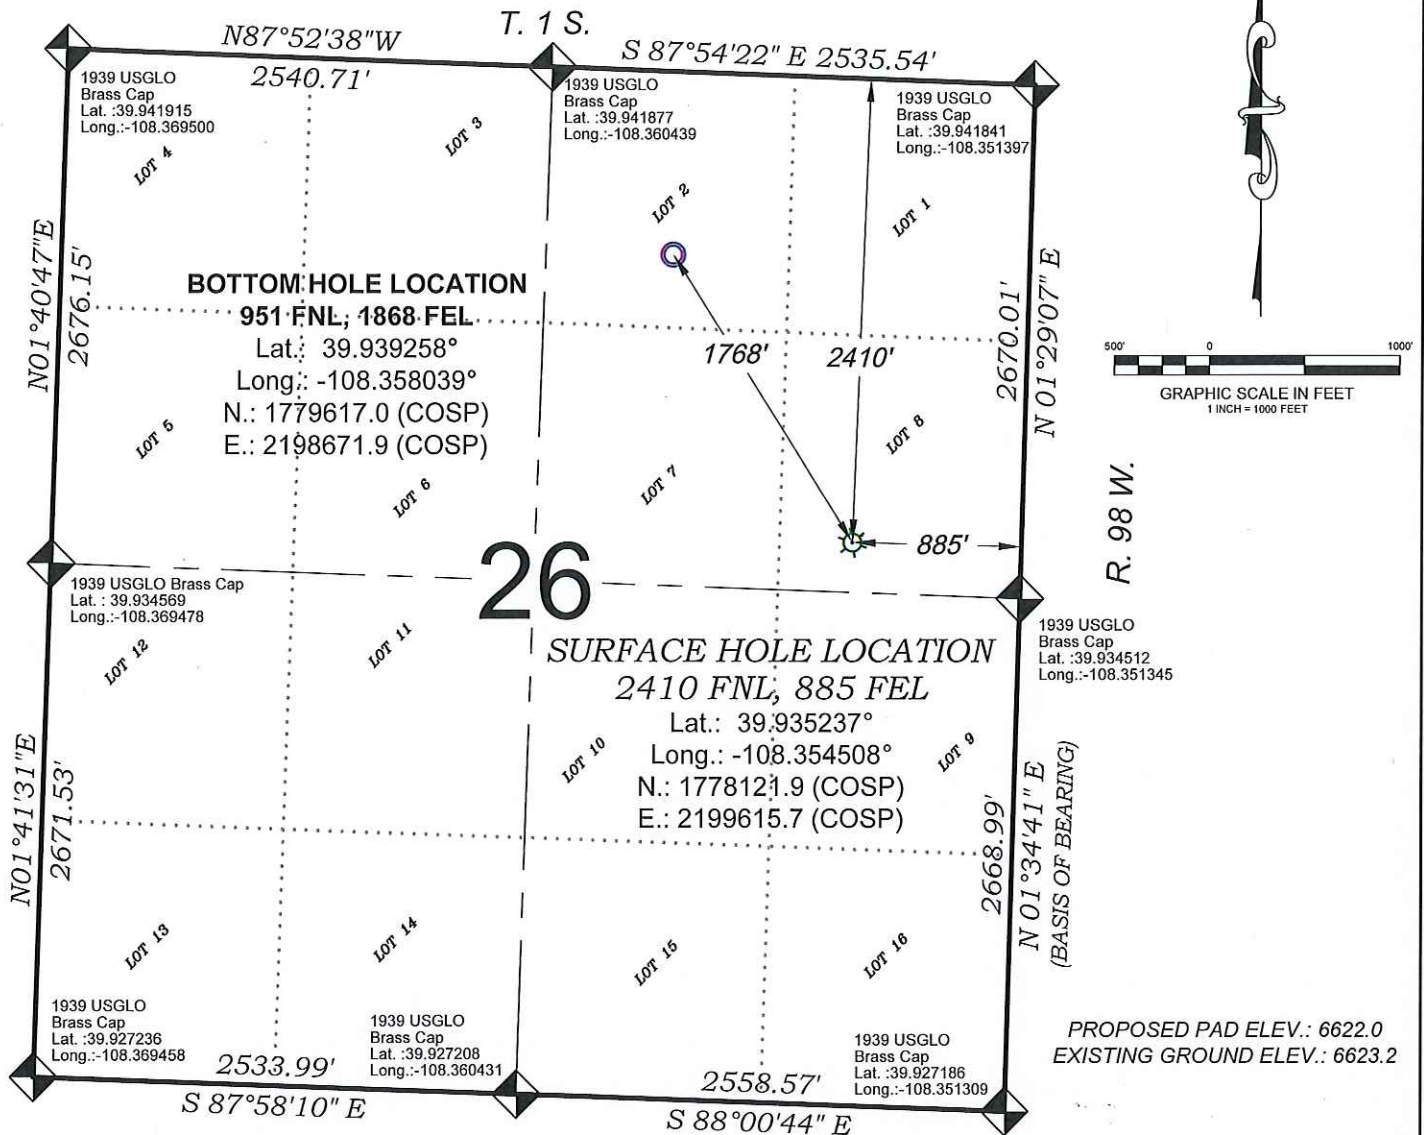 T. 1 S.
N87°52'38"W
2540.71'
S 87°54'22" E 2535.54'
1939 USGLO
Brass Cap
Lat. :39.941915
Long.:-108.369500
1939 USGLO
Brass Cap
Lat. :39.941877
Long.:-108.360439
1939 USGLO
Brass Cap
Lat. :39.941841
Long.:-108.351397
LOT 4
LOT 3
LOT 2
LOT 1
N01°40'47"E
2676.15'
BOTTOM HOLE LOCATION
951 FNL, 1868 FEL
Lat.: 39.939258°
Long.: -108.358039°
N.: 1779617.0 (COSP)
E.: 2198671.9 (COSP)
1768'
2410'
2670.01'
N 01°29'07" E
500'
0
1000'
GRAPHIC SCALE IN FEET
1 INCH = 1000 FEET
LOT 5
LOT 6
LOT 7
LOT 8
R. 98 W.
885'
26
1939 USGLO Brass Cap
Lat. : 39.934569
Long.:-108.369478
1939 USGLO
Brass Cap
Lat. :39.934512
Long.:-108.351345
LOT 12
LOT 11
SURFACE HOLE LOCATION
2410 FNL, 885 FEL
Lat.: 39.935237°
Long.: -108.354508°
N.: 1778121.9 (COSP)
E.: 2199615.7 (COSP)
LOT 10
LOT 9
N01°41'31"E
2671.53'
2668.99'
N 01°34'41" E
(BASIS OF BEARING)
LOT 13
LOT 14
LOT 15
LOT 16
1939 USGLO
Brass Cap
Lat. :39.927236
Long.:-108.369458
1939 USGLO
Brass Cap
Lat. :39.927208
Long.:-108.360431
1939 USGLO
Brass Cap
Lat. :39.927186
Long.:-108.351309
2533.99'
S 87°58'10" E
2558.57'
S 88°00'44" E
PROPOSED PAD ELEV.: 6622.0
EXISTING GROUND ELEV.: 6623.2